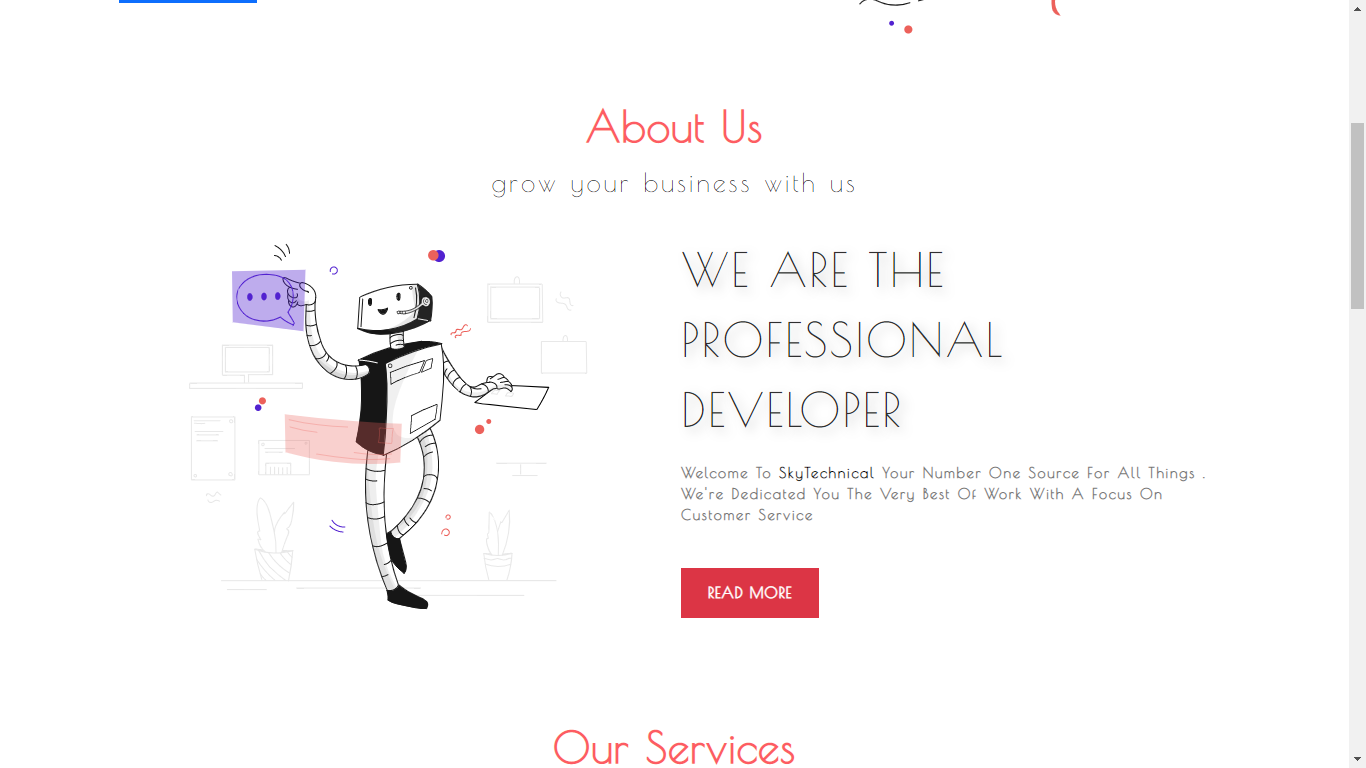 About Us
grow your business with us
WE ARE THE
PROFESSIONAL
DEVELOPER
Welcome To SkyTechnical Your Number One Source For All Things .
We're Dedicated You The Very Best Of Work With A Focus On
Customer Service
READ MORE
Our Services